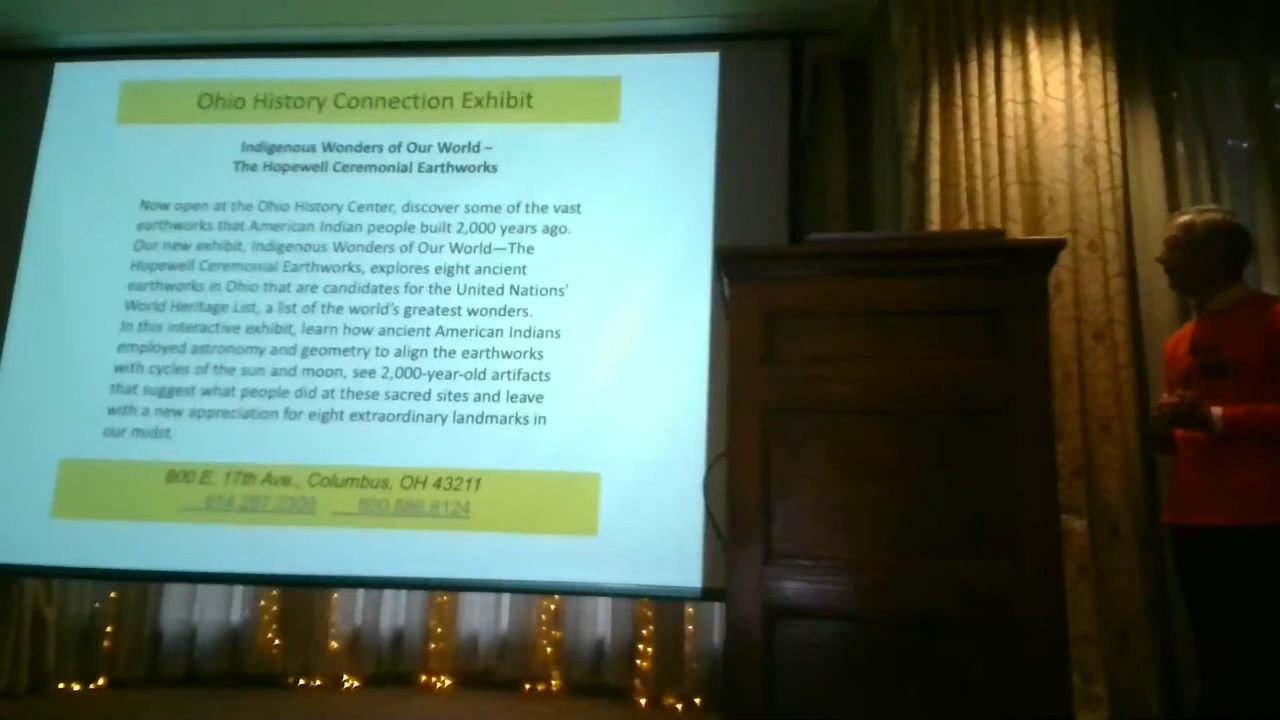 Ohio History Connection Exhibit
Indigenous Wonders of Our World –
The Hopewell Ceremonial Earthworks
Now open at the Ohio History Center, discover some of the vast
earthworks that American Indian people built 2,000 years ago.
Our new exhibit, Indigenous Wonders of Our World—The
Hopewell Ceremonial Earthworks, explores eight ancient
earthworks in Ohio that are candidates for the United Nations'
World Heritage List, a list of the world's greatest wonders.
In this interactive exhibit, learn how ancient American Indians
employed astronomy and geometry to align the earthworks
with cycles of the sun and moon, see 2,000-year-old artifacts
that suggest what people did at these sacred sites and leave
with a new appreciation for eight extraordinary landmarks in
our midst.
800 E. 17th Ave., Columbus, OH 43211
800.686.6124